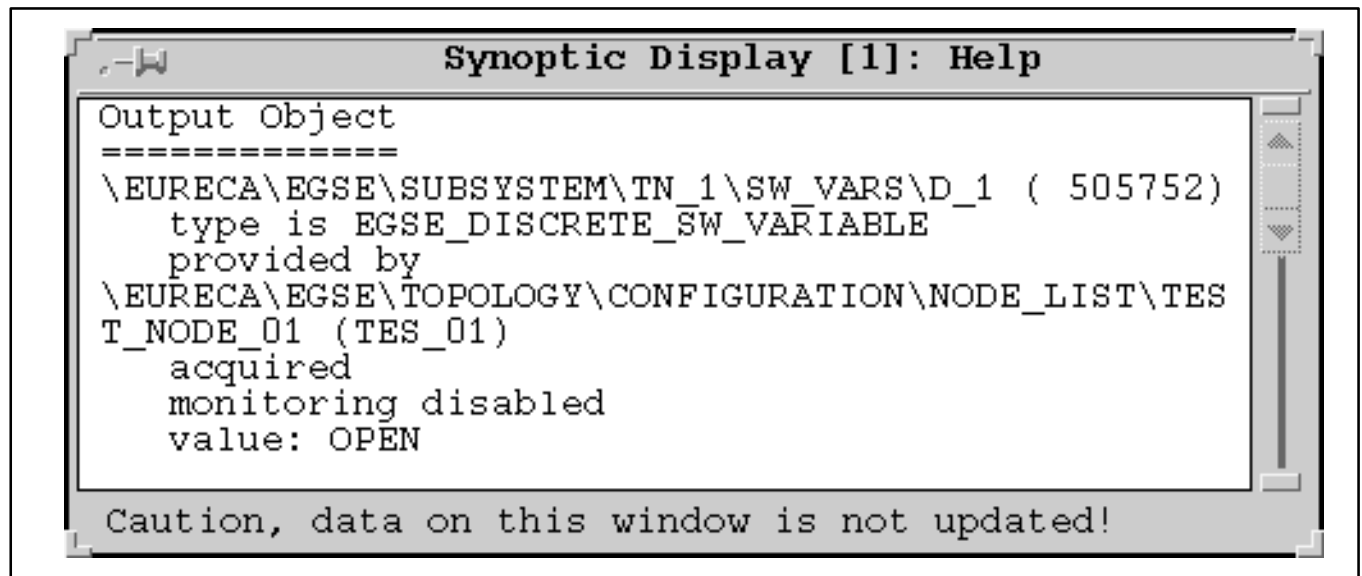 Synoptic Display [1]: Help
Output Object
=============
\EURECA\EGSE\SUBSYSTEM\TN_1\SW_VARS\D_1 ( 505752)
type is EGSE_DISCRETE_SW_VARIABLE
provided by
\EURECA\EGSE\TOPOLOGY\CONFIGURATION\NODE_LIST\TES
T_NODE_01 (TES_01)
acquired
monitoring disabled
value: OPEN
Caution, data on this window is not updated!